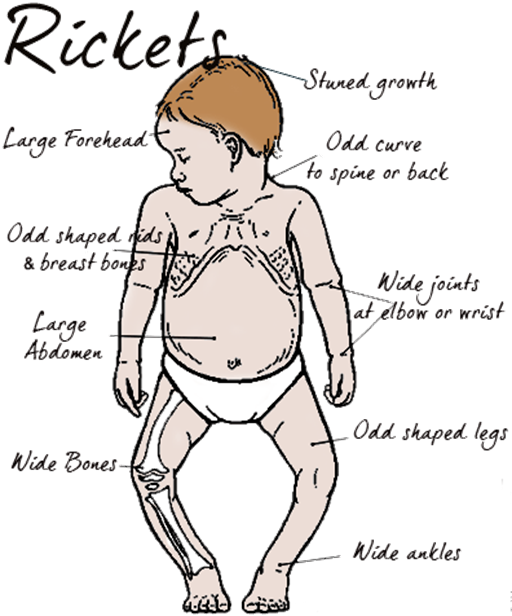 Rickets
Stuned growth
Large Forehead
Odd curve
to spine or back
Odd shaped rids
& breast bones
Wide joints
at elbow or wrist
Large
Abdomen
Odd shaped legs
Wide Bones
Wide ankles